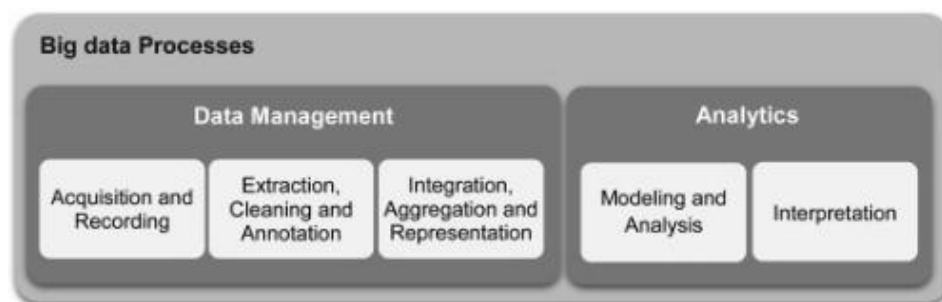 Big data Processes
Data Management
Acquisition and
Recording
Extraction,
Cleaning and
Annotation
Integration,
Aggregation and
Representation
Analytics
Modeling and
Analysis
Interpretation